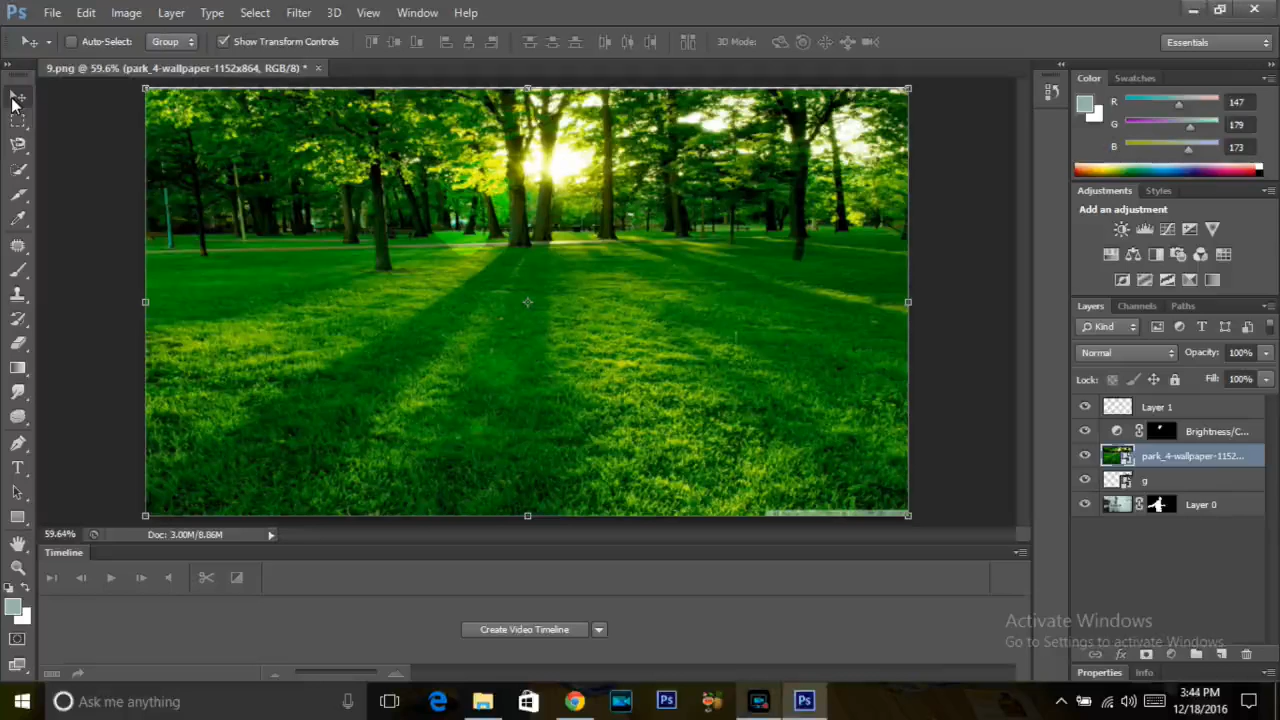 Ps File Edit Image Layer Type Select Filter 3D View Window Help
Auto-Select: Group Show Transform Controls 3D Mode: Essentials
9.png @ 59.6% (park_4-wallpaper-1152x864, RGB/8) * ×
Color Swatches
R 147
G 179
B 173
Adjustments Styles
Add an adjustment
Layers Channels Paths
Kind
Normal Opacity: 100%
Lock: Fill: 100%
Layer 1
Brightness/C...
park_4-wallpaper-1152...
g
Layer 0
59.64% Doc: 3.00M/8.86M
Timeline
Create Video Timeline
Activate Windows
Go to Settings to activate Windows.
Properties Info
Ask me anything
Ps Ps
3:44 PM
12/18/2016